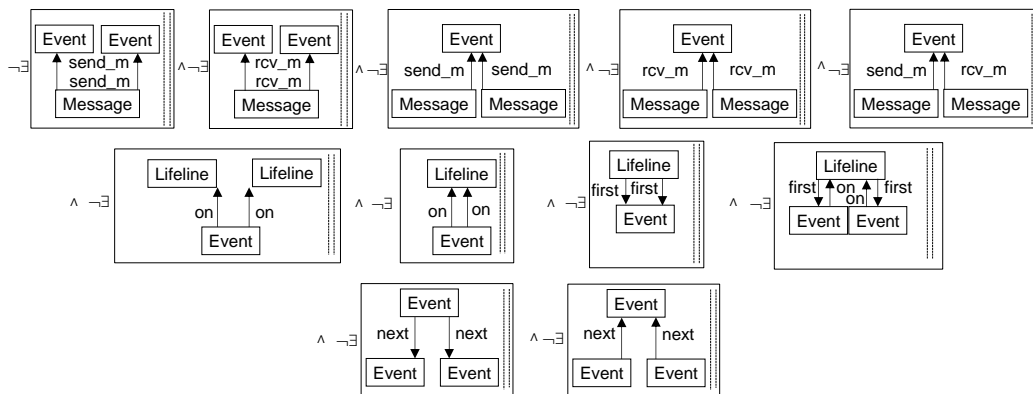 ¬∃ Event Event send_m send_m Message
∧ ¬∃ Event Event rcv_m rcv_m Message
∧ ¬∃ Event send_m send_m Message Message
∧ ¬∃ Event rcv_m rcv_m Message Message
∧ ¬∃ Event send_m rcv_m Message Message
∧ ¬∃ Lifeline Lifeline on on Event
∧ ¬∃ Lifeline on on Event
∧ ¬∃ Lifeline first first Event
∧ ¬∃ Lifeline first on on first Event Event
∧ ¬∃ Event next next Event Event
∧ ¬∃ Event next next Event Event